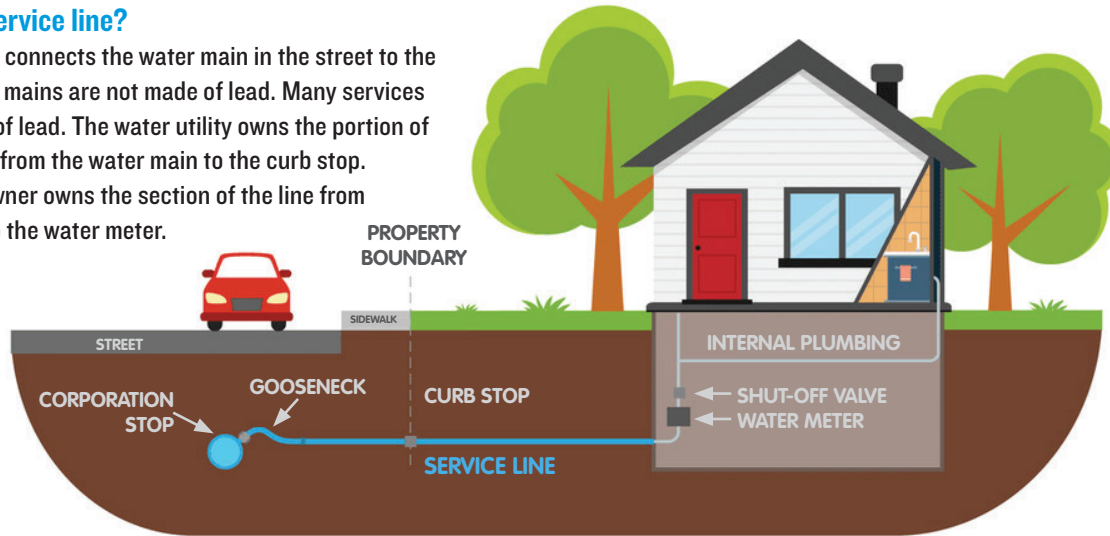 ervice line?
connects the water main in the street to the
mains are not made of lead. Many services
of lead. The water utility owns the portion of
from the water main to the curb stop.
wner owns the section of the line from
the water meter.
PROPERTY
BOUNDARY
SIDEWALK
STREET
INTERNAL PLUMBING
CORPORATION
STOP
GOOSENECK
CURB STOP
SHUT-OFF VALVE
WATER METER
SERVICE LINE